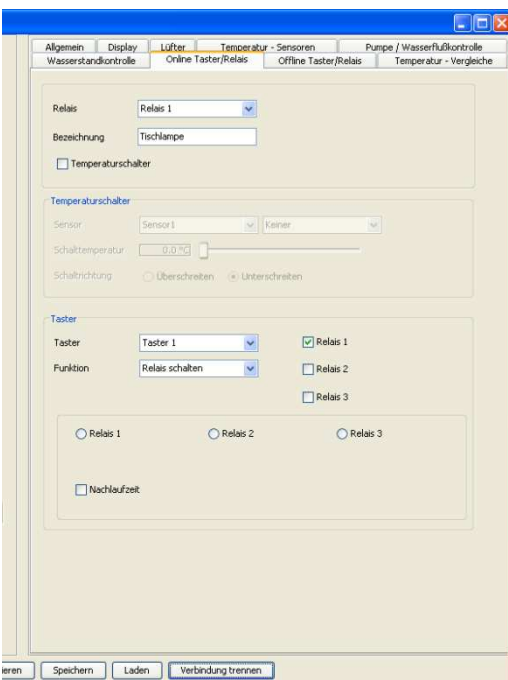 Allgemein Display Lüfter Temperatur - Sensoren Pumpe / Wasserflußkontrolle
Wasserstandkontrolle Online Taster/Relais Offline Taster/Relais Temperatur - Vergleiche
Relais Relais 1
Bezeichnung Tischlampe
Temperaturschalter
Temperaturschalter
Sensor Sensor1 Keiner
Schalttemperatur 0.0 °C
Schaltrichtung Überschreiten Unterschreiten
Taster
Taster Taster 1 Relais 1
Funktion Relais schalten Relais 2
Relais 3
Relais 1 Relais 2 Relais 3
Nachlaufzeit
ieren Speichern Laden Verbindung trennen